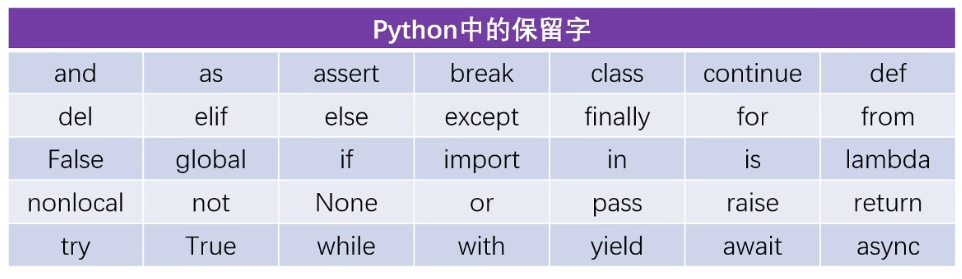 Python中的保留字
and as assert break class continue def
del elif else except finally for from
False global if import in is lambda
nonlocal not None or pass raise return
try True while with yield await async